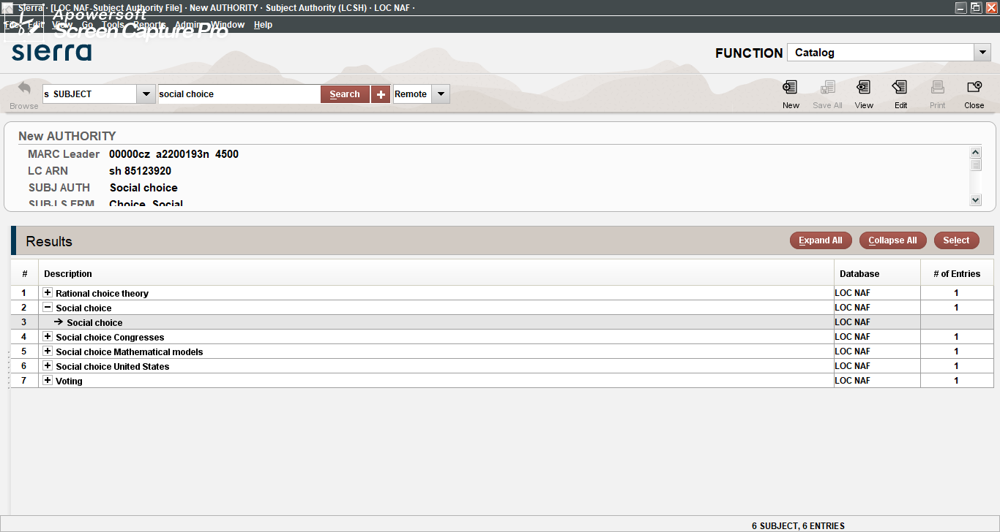 Sierra · [LOC NAF-Subject Authority File] · New AUTHORITY · Subject Authority (LCSH) · LOC NAF ·
Apowersoft
Screen Capture Pro
File Edit View Go Tools Reports Admin Window Help
sierra
FUNCTION Catalog
Browse s SUBJECT social choice Search + Remote New Save All View Edit Print Close
New AUTHORITY
MARC Leader 00000cz a2200193n 4500
LC ARN sh 85123920
SUBJ AUTH Social choice
SUBJ S FRM Choice, Social
Results Expand All Collapse All Select
# Description Database # of Entries
1 + Rational choice theory LOC NAF 1
2 − Social choice LOC NAF 1
3 → Social choice LOC NAF
4 + Social choice Congresses LOC NAF 1
5 + Social choice Mathematical models LOC NAF 1
6 + Social choice United States LOC NAF 1
7 + Voting LOC NAF 1
6 SUBJECT, 6 ENTRIES